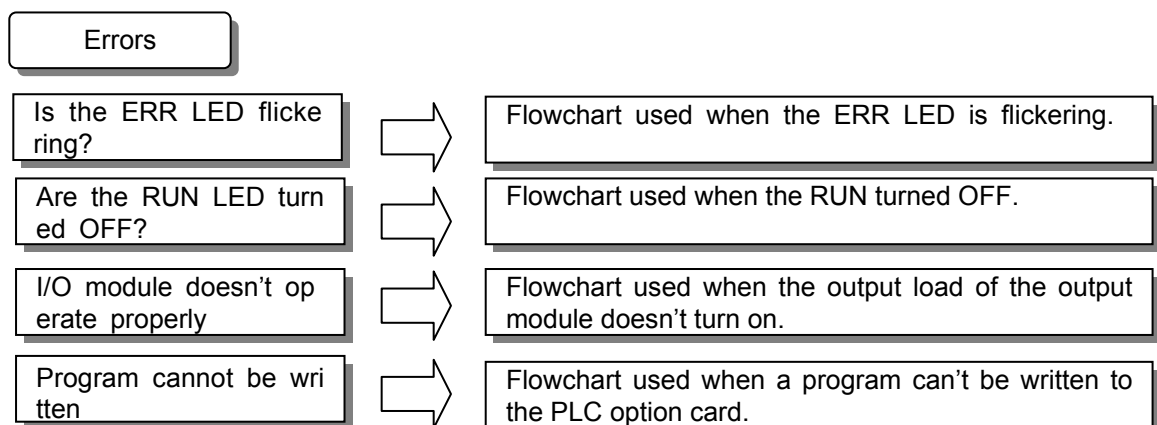 Errors
Is the ERR LED flicke
ring?
Flowchart used when the ERR LED is flickering.
Are the RUN LED turn
ed OFF?
Flowchart used when the RUN turned OFF.
I/O module doesn't op
erate properly
Flowchart used when the output load of the output
module doesn't turn on.
Program cannot be wri
tten
Flowchart used when a program can't be written to
the PLC option card.